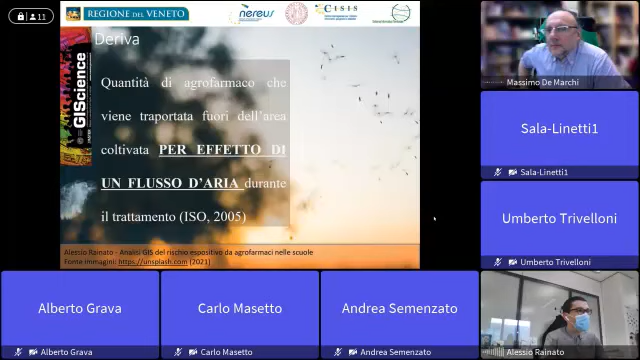 11
REGIONE DEL VENETO
nereus
CISIS
Deriva
GIScience
Quantità di agrofarmaco che
viene traportata fuori dell'area
coltivata PER EFFETTO DI
UN FLUSSO D'ARIA durante
il trattamento (ISO, 2005)
Alessio Rainato - Analisi GIS del rischio espositivo da agrofarmaci nelle scuole
Fonte immagini: https://unsplash.com (2021)
Massimo De Marchi
Sala-Linetti1
Sala-Linetti1
Umberto Trivelloni
Umberto Trivelloni
Alberto Grava
Alberto Grava
Carlo Masetto
Carlo Masetto
Andrea Semenzato
Andrea Semenzato
Alessio Rainato